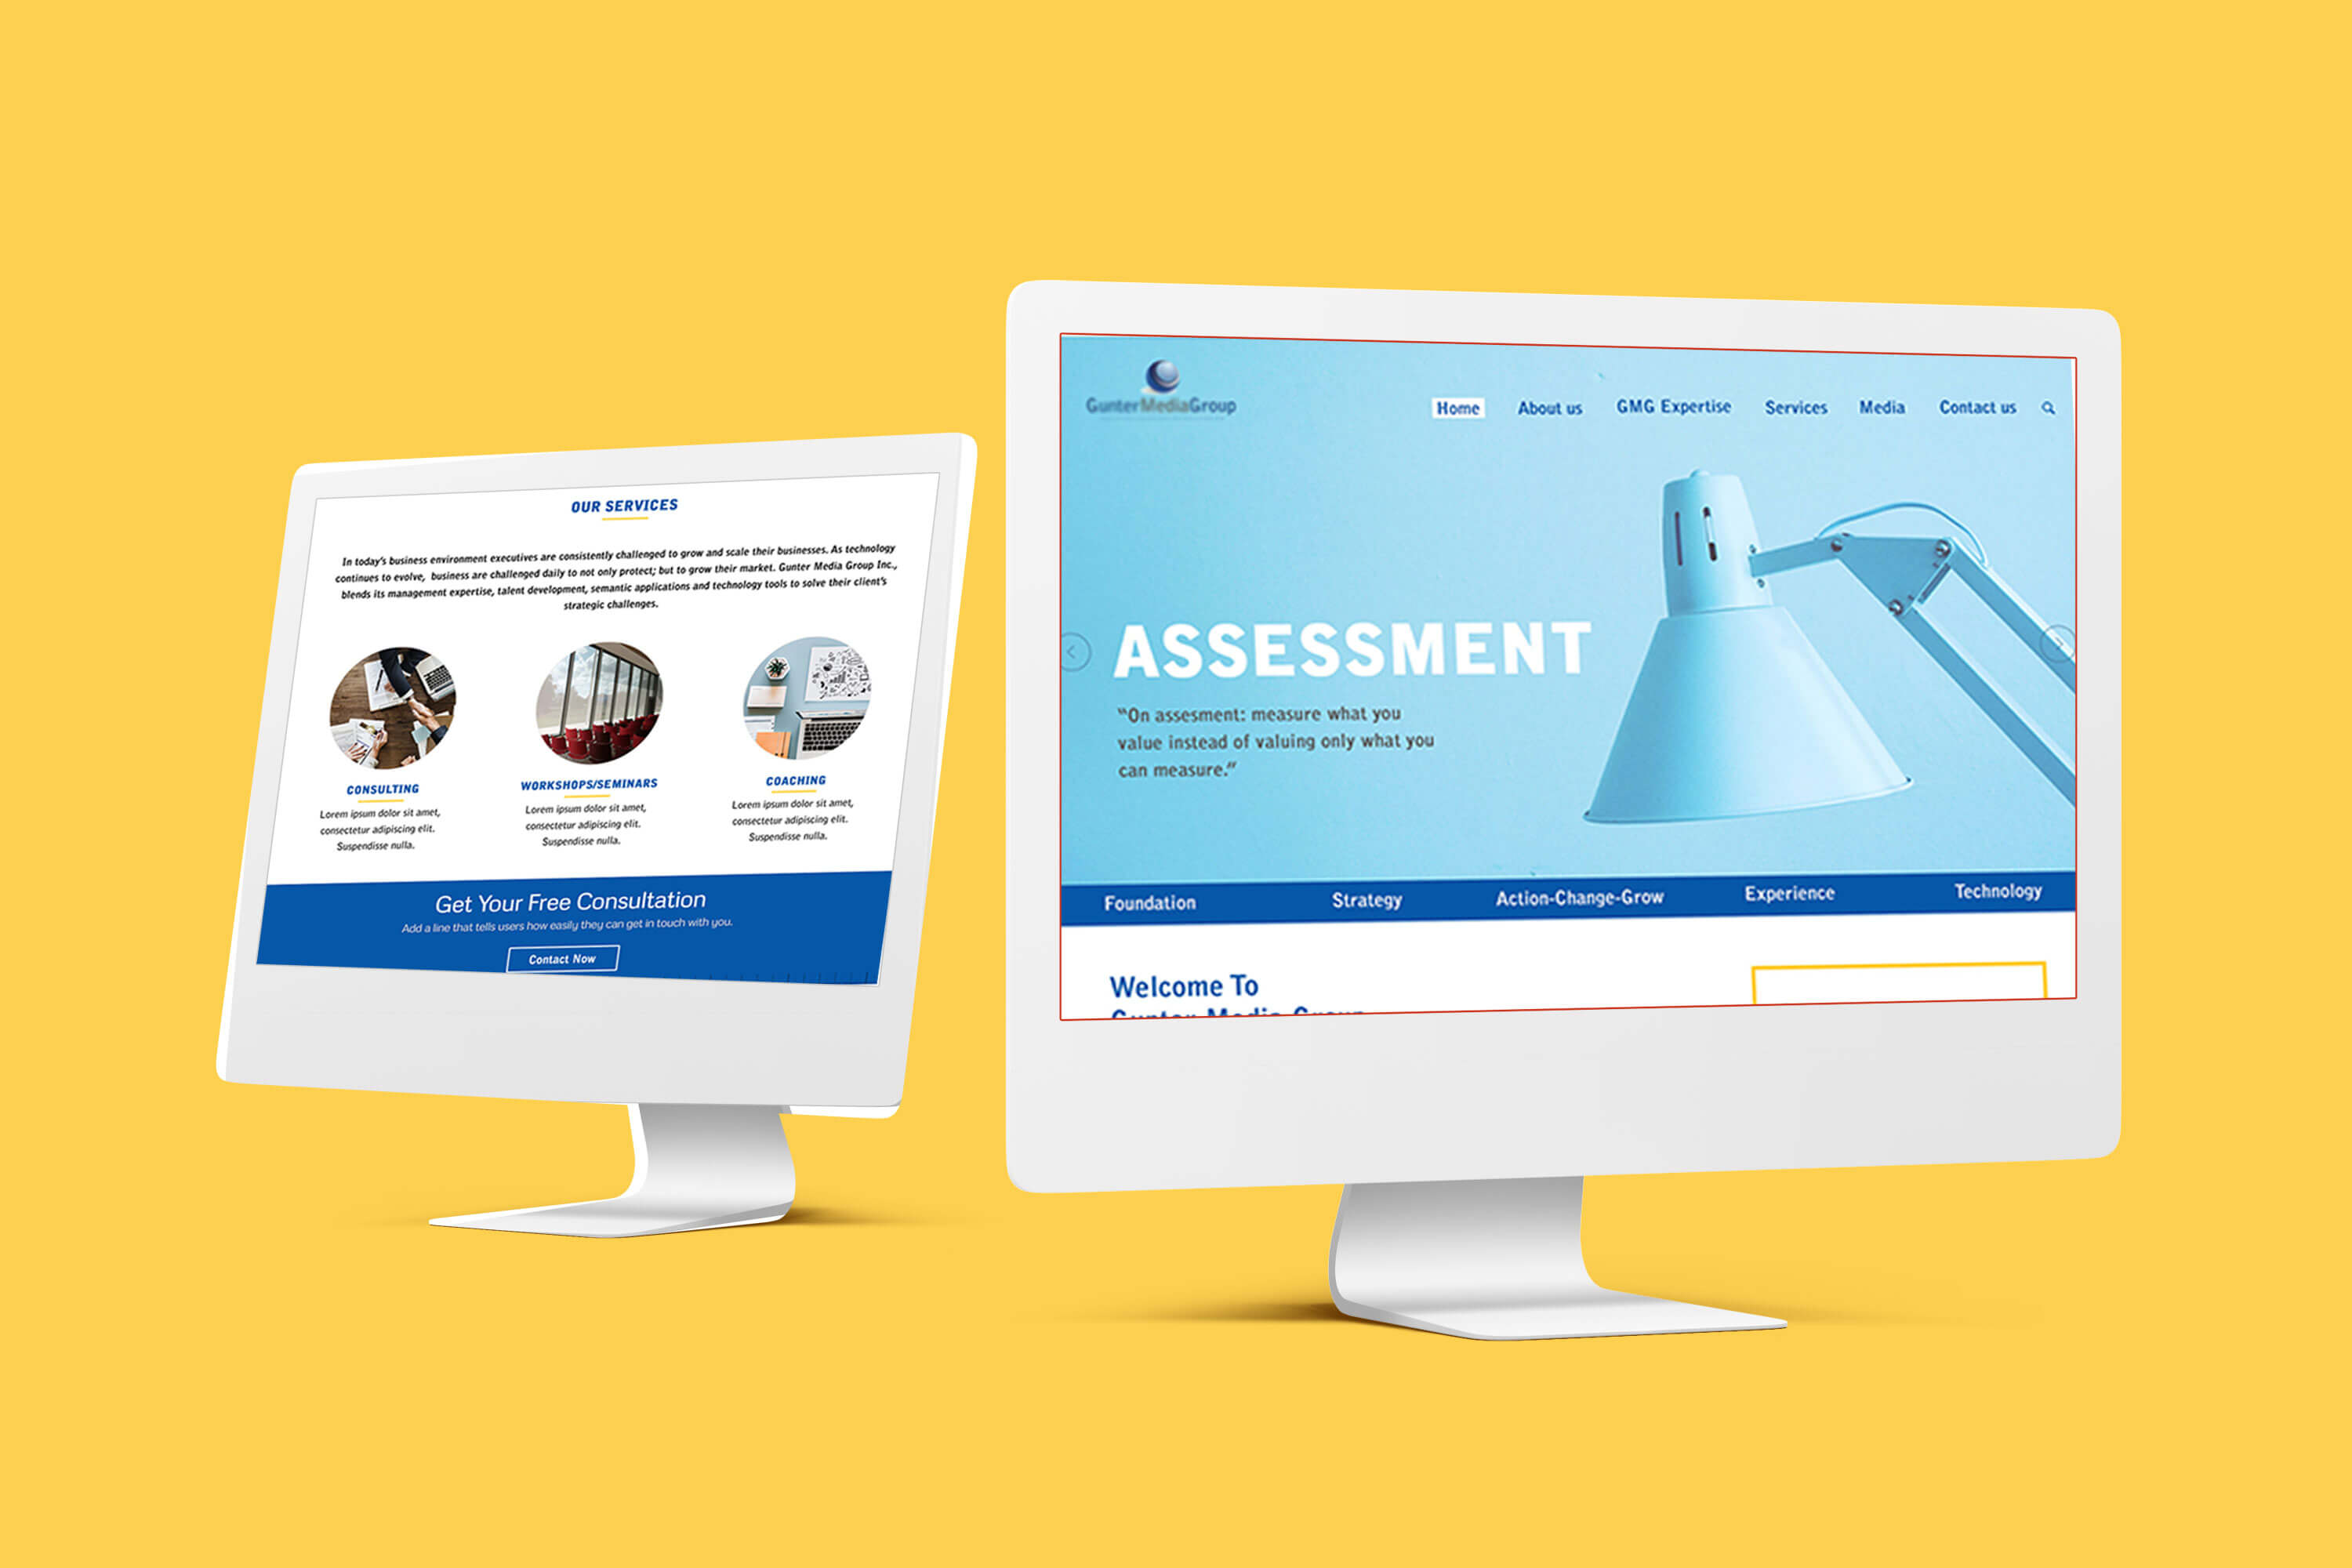 OUR SERVICES
In today's business environment executives are consistently challenged to grow and scale their businesses. As technology
continues to evolve, business are challenged daily to not only protect; but to grow their market. Gunter Media Group Inc.,
blends its management expertise, talent development, semantic applications and technology tools to solve their client's
strategic challenges.
CONSULTING
Lorem ipsum dolor sit amet,
consectetur adipiscing elit.
Suspendisse nulla.
WORKSHOPS/SEMINARS
Lorem ipsum dolor sit amet,
consectetur adipiscing elit.
Suspendisse nulla.
COACHING
Lorem ipsum dolor sit amet,
consectetur adipiscing elit.
Suspendisse nulla.
Get Your Free Consultation
Add a line that tells users how easily they can get in touch with you.
Contact Now
GunterMediaGroup
Home About us GMG Expertise Services Media Contact us
ASSESSMENT
"On assesment: measure what you
value instead of valuing only what you
can measure."
Foundation Strategy Action-Change-Grow Experience Technology
Welcome To
Gunter Media Group